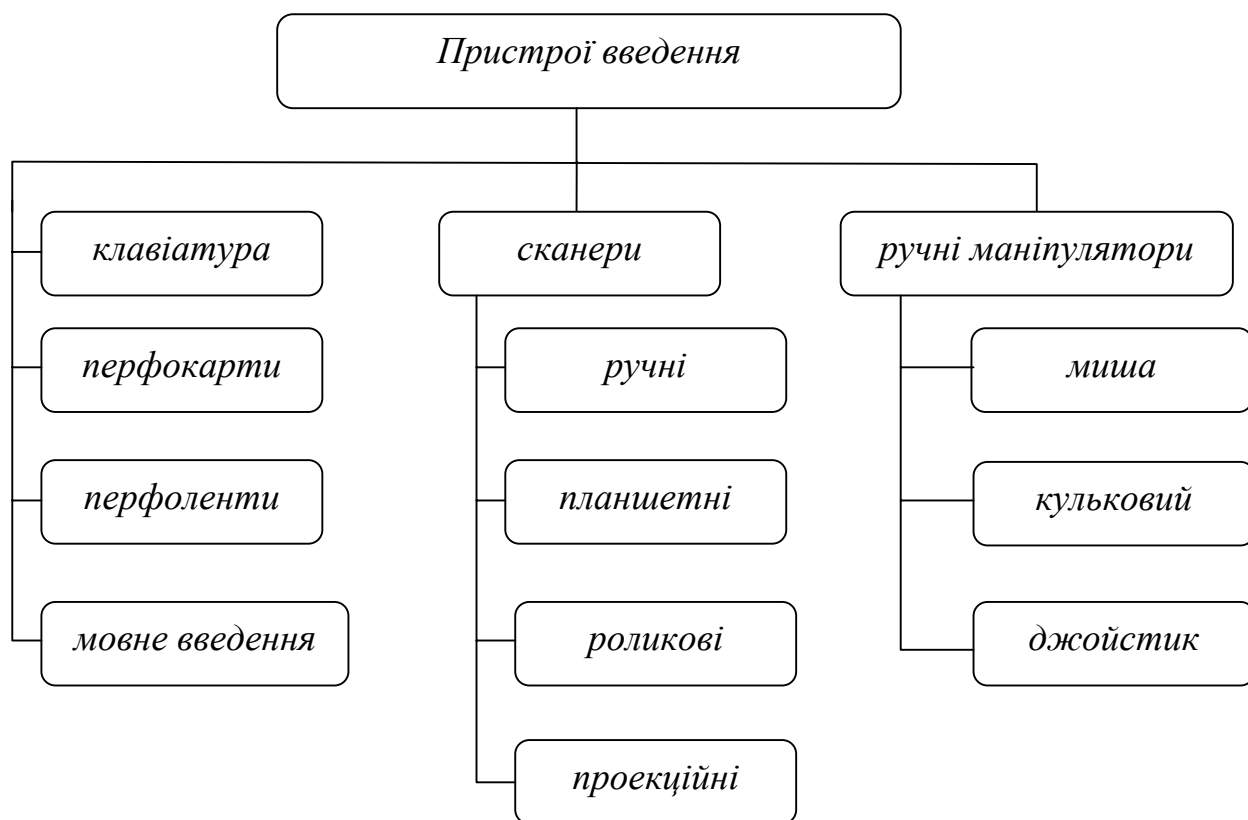 Пристрої введення
клавіатура
перфокарти
перфоленти
мовне введення
сканери
ручні
планшетні
роликові
проекційні
ручні маніпулятори
миша
кульковий
джойстик